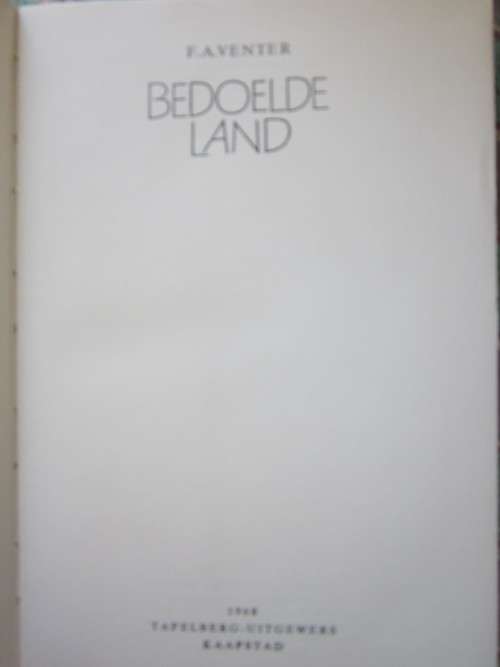 F.A.VENTER
BEDOELDE
LAND
1968
TAFELBERG-UITGEWERS
KAAPSTAD